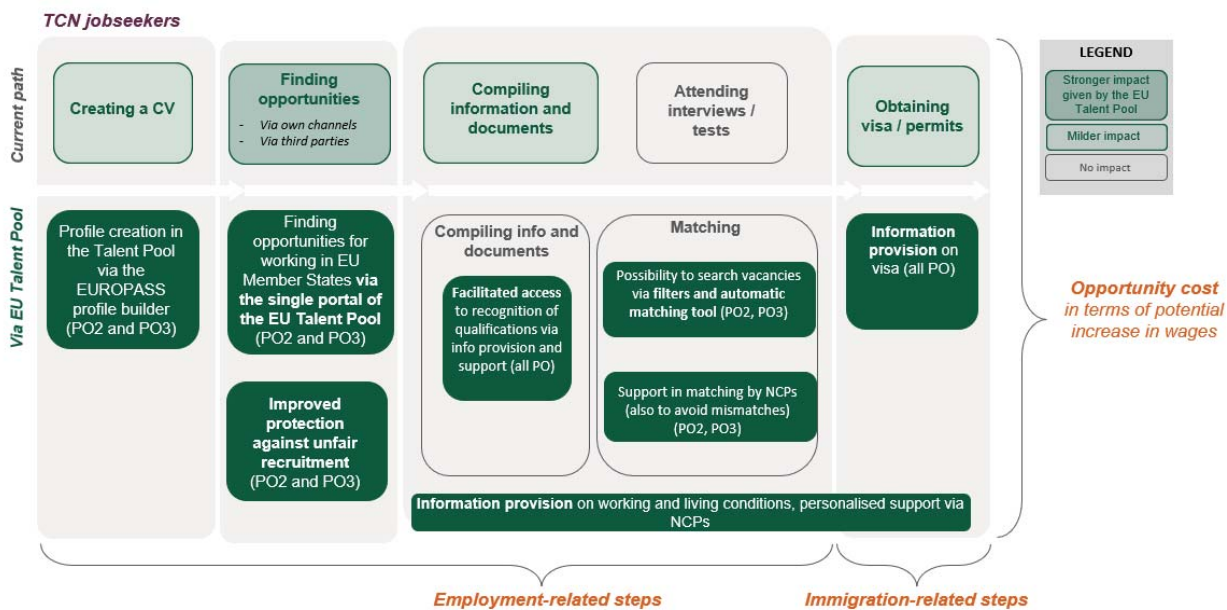 TCN jobseekers
Current path
Creating a CV
Finding
opportunities
- Via own channels
- Via third parties
Compiling
information and
documents
Attending
interviews /
tests
Obtaining
visa / permits
LEGEND
Stronger impact
given by the EU
Talent Pool
Milder impact
No impact
Via EU Talent Pool
Profile creation in
the Talent Pool
via the
EUROPASS
profile builder
(PO2 and PO3)
Finding
opportunities for
working in EU
Member States via
the single portal of
the EU Talent Pool
(PO2 and PO3)
Improved
protection
against unfair
recruitment
(PO2 and PO3)
Compiling info and
documents
Facilitated access
to recognition of
qualifications via
info provision and
support (all PO)
Matching
Possibility to search vacancies
via filters and automatic
matching tool (PO2, PO3)
Support in matching by NCPs
(also to avoid mismatches)
(PO2, PO3)
Information
provision on
visa (all PO)
Information provision on working and living conditions, personalised support via
NCPs
Opportunity cost
in terms of potential
increase in wages
Employment-related steps
Immigration-related steps